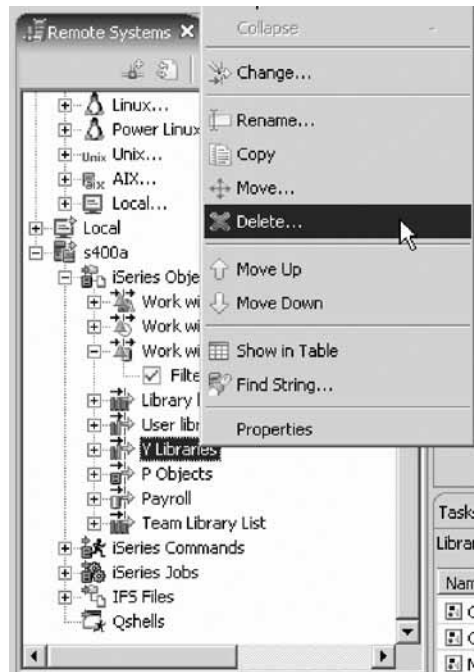 Remote Systems
Linux...
Power Linux
Unix Unix...
AIX...
Local...
Local
s400a
iSeries Obje
Work wi
Work wi
Work wi
Filte
Library l
User libr
Y Libraries
P Objects
Payroll
Team Library List
iSeries Commands
iSeries Jobs
IFS Files
Qshells
Collapse -
Change...
Rename...
Copy
Move...
Delete...
Move Up
Move Down
Show in Table
Find String...
Properties
Tasks
Librar
Nam